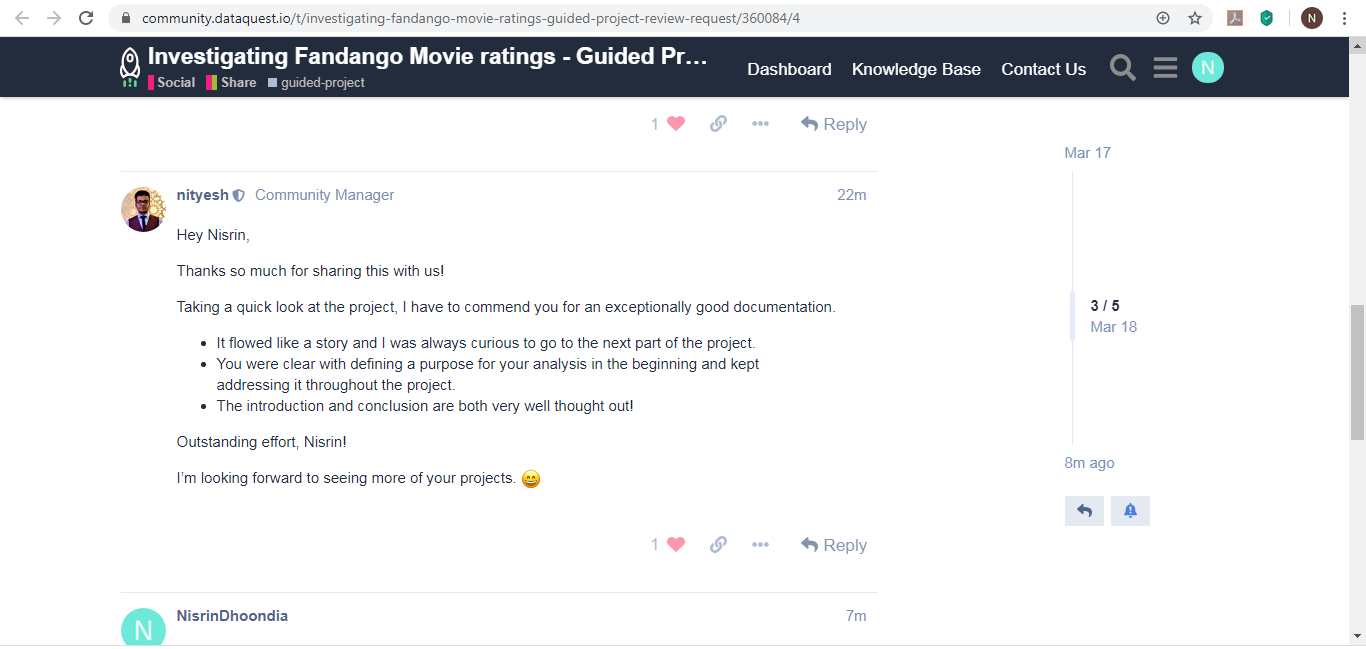 community.dataquest.io/t/investigating-fandango-movie-ratings-guided-project-review-request/360084/4
N
Investigating Fandango Movie ratings - Guided Pr...
Social Share guided-project
Dashboard Knowledge Base Contact Us N
1 Reply
Mar 17
nityesh Community Manager 22m
Hey Nisrin,
Thanks so much for sharing this with us!
Taking a quick look at the project, I have to commend you for an exceptionally good documentation.
• It flowed like a story and I was always curious to go to the next part of the project.
• You were clear with defining a purpose for your analysis in the beginning and kept
addressing it throughout the project.
• The introduction and conclusion are both very well thought out!
Outstanding effort, Nisrin!
I'm looking forward to seeing more of your projects. 😄
3 / 5
Mar 18
8m ago
1 Reply
N NisrinDhoondia 7m